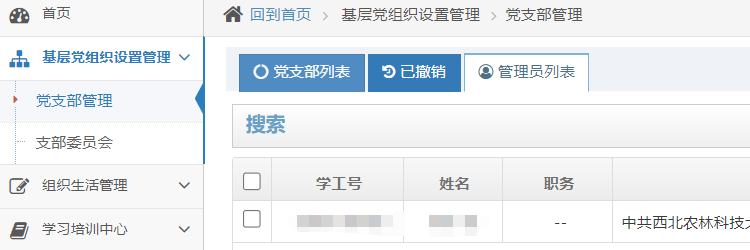 首页
基层党组织设置管理
党支部管理
支部委员会
组织生活管理
学习培训中心
回到首页 > 基层党组织设置管理 > 党支部管理
党支部列表 已撤销 管理员列表
搜索
学工号 姓名 职务
-- 中共西北农林科技